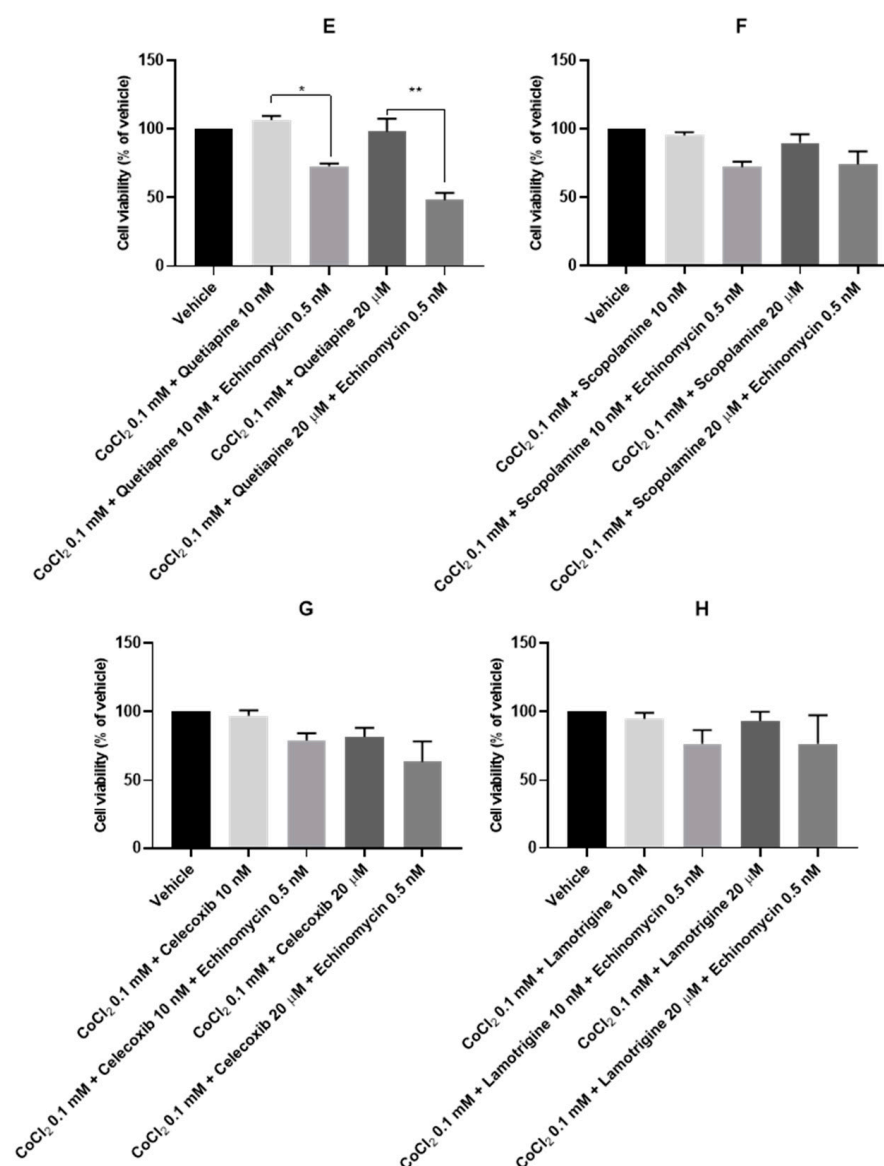 E
Cell viability (% of vehicle)
150
100
50
0
*
**
Vehicle
CoCl₂ 0.1 mM + Quetiapine 10 nM
CoCl₂ 0.1 mM + Quetiapine 10 nM + Echinomycin 0.5 nM
CoCl₂ 0.1 mM + Quetiapine 20 μM
CoCl₂ 0.1 mM + Quetiapine 20 μM + Echinomycin 0.5 nM
F
Cell viability (% of vehicle)
150
100
50
0
Vehicle
CoCl₂ 0.1 mM + Scopolamine 10 nM
CoCl₂ 0.1 mM + Scopolamine 10 nM + Echinomycin 0.5 nM
CoCl₂ 0.1 mM + Scopolamine 20 μM
CoCl₂ 0.1 mM + Scopolamine 20 μM + Echinomycin 0.5 nM
G
Cell viability (% of vehicle)
150
100
50
0
Vehicle
CoCl₂ 0.1 mM + Celecoxib 10 nM
CoCl₂ 0.1 mM + Celecoxib 10 nM + Echinomycin 0.5 nM
CoCl₂ 0.1 mM + Celecoxib 20 μM
CoCl₂ 0.1 mM + Celecoxib 20 μM + Echinomycin 0.5 nM
H
Cell viability (% of vehicle)
150
100
50
0
Vehicle
CoCl₂ 0.1 mM + Lamotrigine 10 nM
CoCl₂ 0.1 mM + Lamotrigine 10 nM + Echinomycin 0.5 nM
CoCl₂ 0.1 mM + Lamotrigine 20 μM
CoCl₂ 0.1 mM + Lamotrigine 20 μM + Echinomycin 0.5 nM